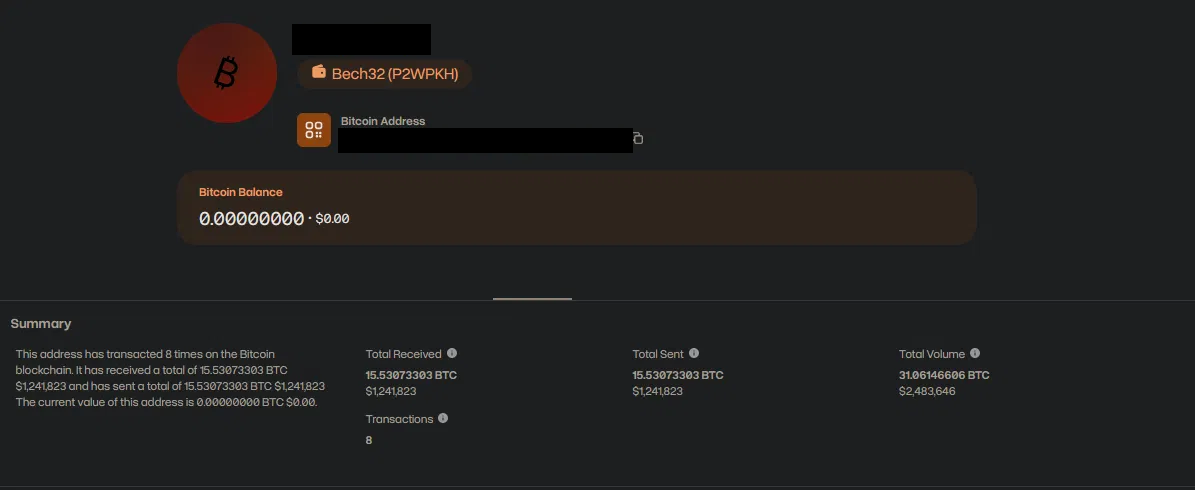 Bech32 (P2WPKH)
Bitcoin Address
Bitcoin Balance
0.00000000 · $0.00
Summary
This address has transacted 8 times on the Bitcoin
blockchain. It has received a total of 15.53073303 BTC
$1,241,823 and has sent a total of 15.53073303 BTC $1,241,823
The current value of this address is 0.00000000 BTC $0.00.
Total Received
15.53073303 BTC
$1,241,823
Transactions
8
Total Sent
15.53073303 BTC
$1,241,823
Total Volume
31.06146606 BTC
$2,483,646